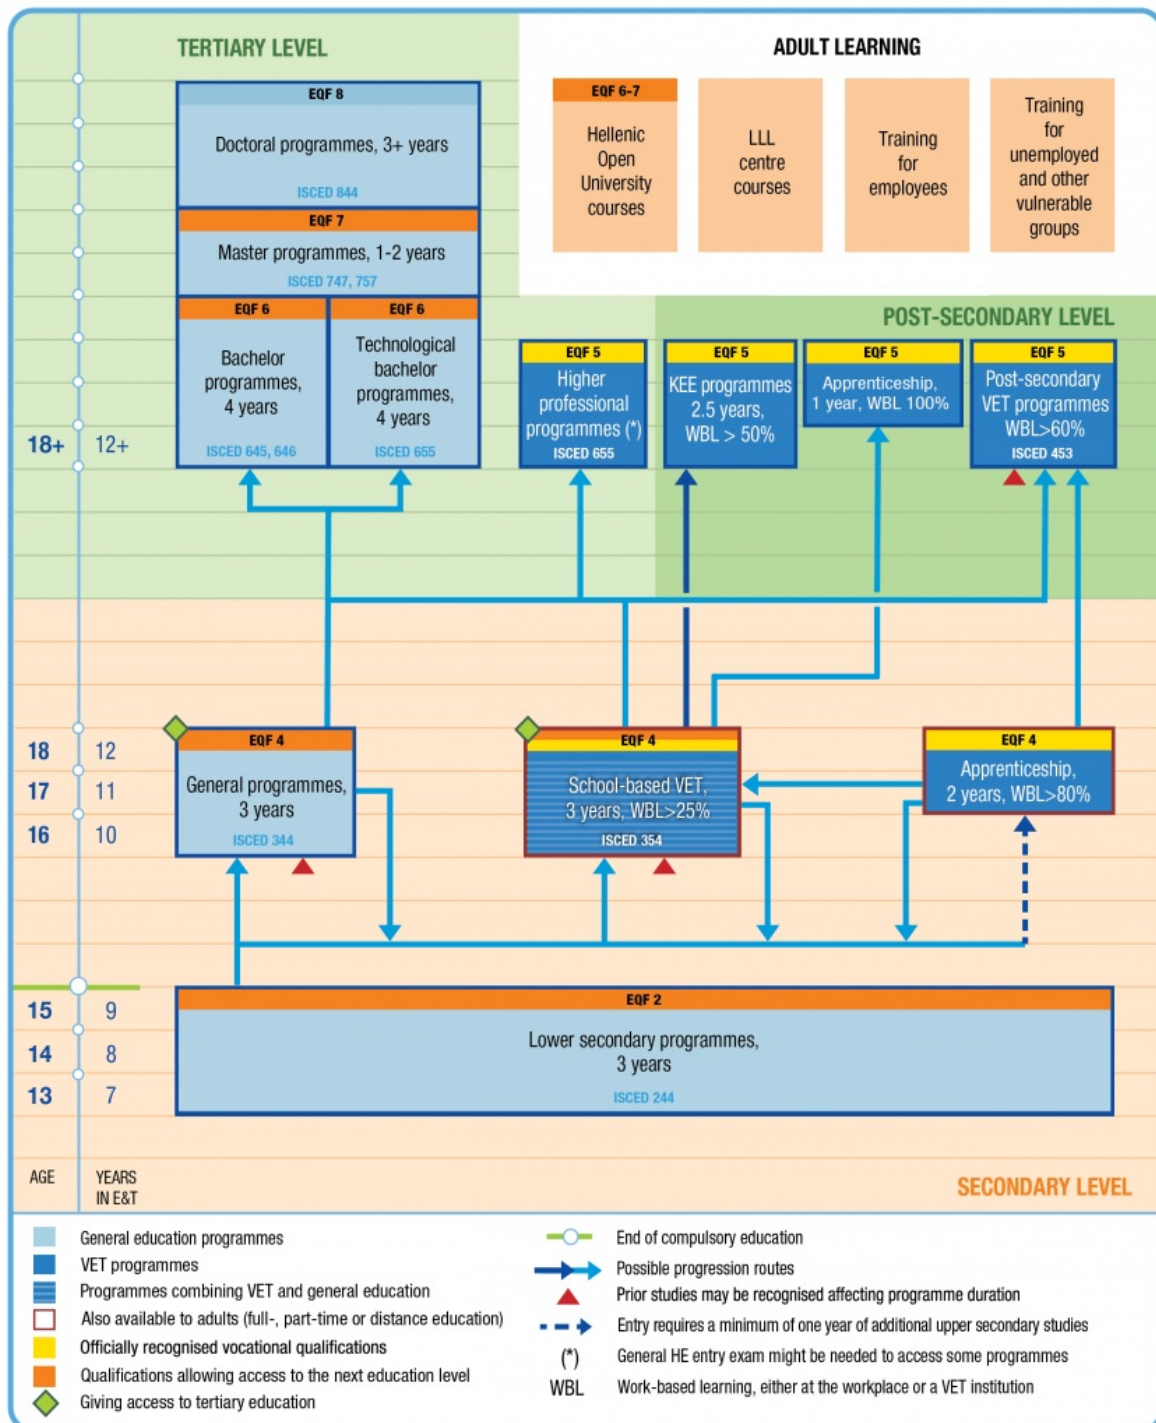 TERTIARY LEVEL
ADULT LEARNING
EQF 8
Doctoral programmes, 3+ years
ISCED 844
EQF 7
Master programmes, 1-2 years
ISCED 747, 757
EQF 6
Bachelor
programmes,
4 years
ISCED 645, 646
EQF 6
Technological
bachelor
programmes,
4 years
ISCED 655
EQF 6-7
Hellenic
Open
University
courses
LLL
centre
courses
Training
for
employees
Training
for
unemployed
and other
vulnerable
groups
POST-SECONDARY LEVEL
EQF 5
Higher
professional
programmes (*)
ISCED 655
EQF 5
KEE programmes
2.5 years,
WBL > 50%
EQF 5
Apprenticeship,
1 year, WBL 100%
EQF 5
Post-secondary
VET programmes
WBL>60%
ISCED 453
18+ 12+
18 12
17 11
16 10
EQF 4
General programmes,
3 years
ISCED 344
EQF 4
School-based VET,
3 years, WBL>25%
ISCED 354
EQF 4
Apprenticeship,
2 years, WBL>80%
15 9
14 8
13 7
EQF 2
Lower secondary programmes,
3 years
ISCED 244
AGE
YEARS
IN E&T
SECONDARY LEVEL
General education programmes
VET programmes
Programmes combining VET and general education
Also available to adults (full-, part-time or distance education)
Officially recognised vocational qualifications
Qualifications allowing access to the next education level
Giving access to tertiary education
End of compulsory education
Possible progression routes
Prior studies may be recognised affecting programme duration
Entry requires a minimum of one year of additional upper secondary studies
(*) General HE entry exam might be needed to access some programmes
WBL Work-based learning, either at the workplace or a VET institution